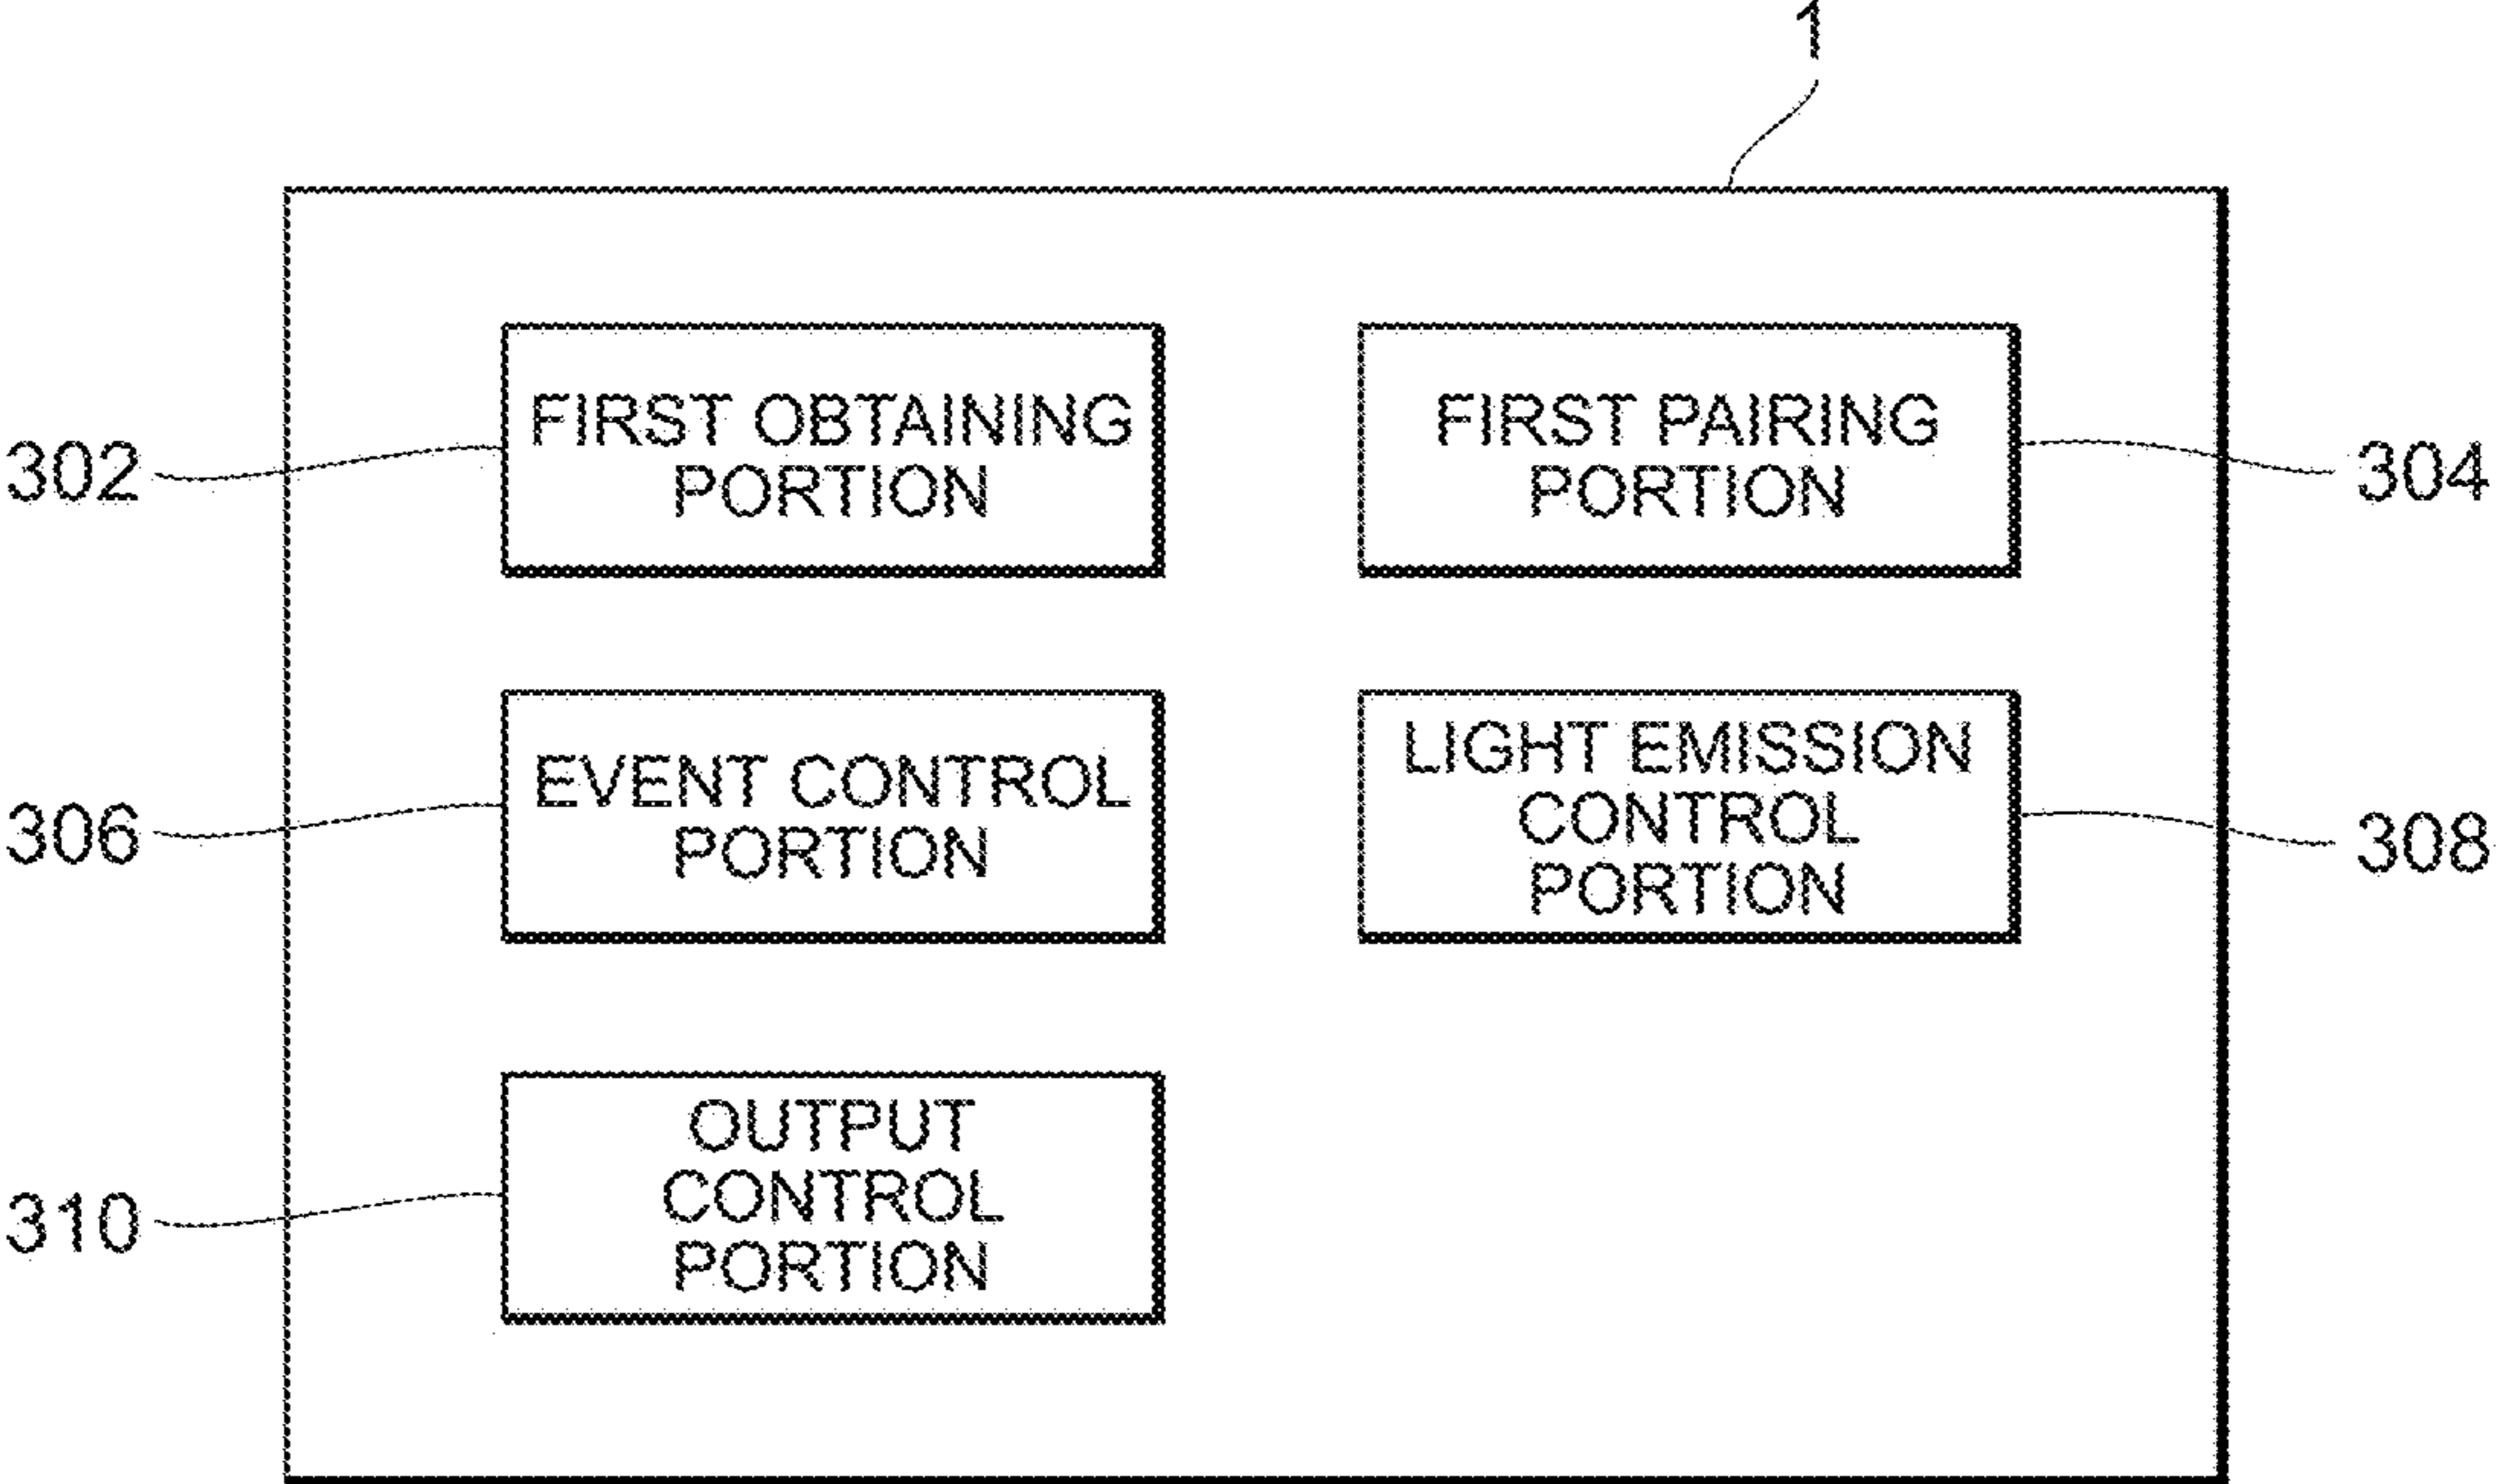 1
302
FIRST OBTAINING
PORTION
FIRST PAIRING
PORTION
304
306
EVENT CONTROL
PORTION
LIGHT EMISSION
CONTROL
PORTION
308
310
OUTPUT
CONTROL
PORTION